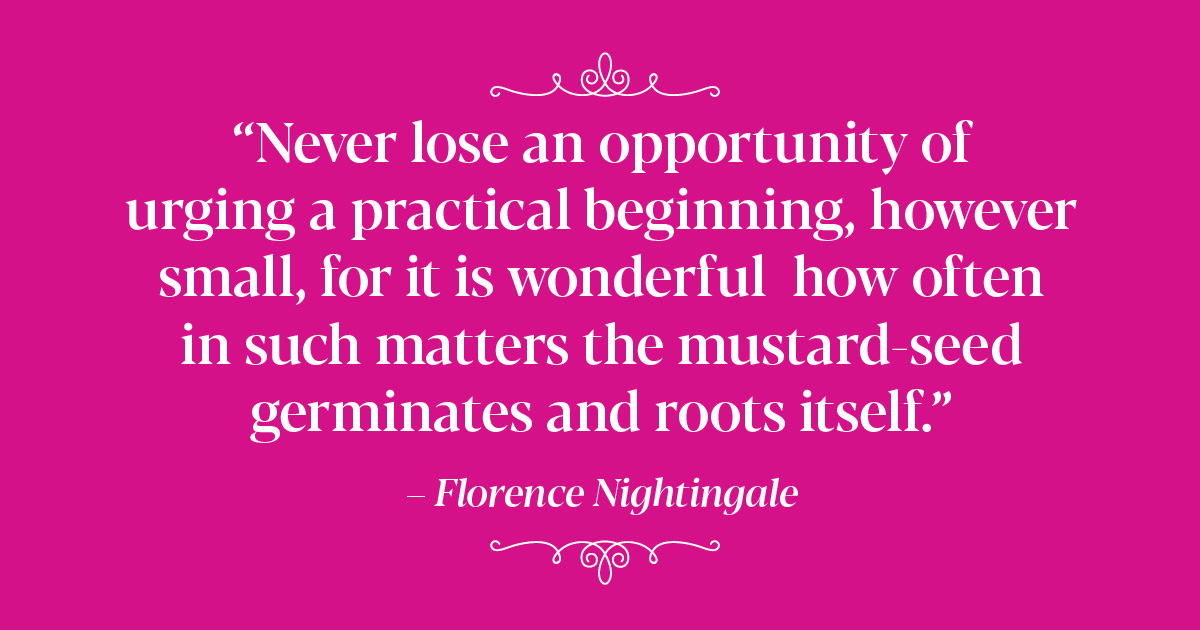 “Never lose an opportunity of
urging a practical beginning, however
small, for it is wonderful  how often
in such matters the mustard-seed
germinates and roots itself.”
– Florence Nightingale